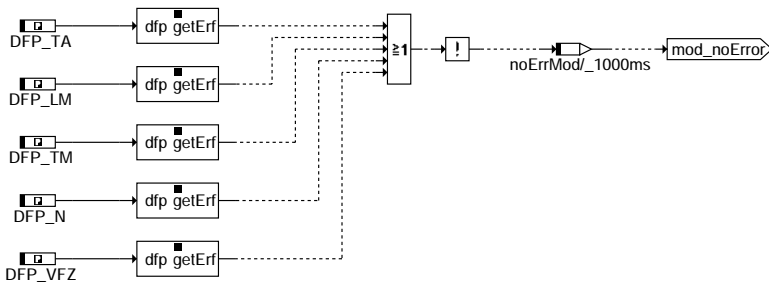 DFP_TA
dfp getErf
DFP_LM
dfp getErf
DFP_TM
dfp getErf
DFP_N
dfp getErf
DFP_VFZ
dfp getErf
≥1
!
noErrMod/_1000ms
mod_noError